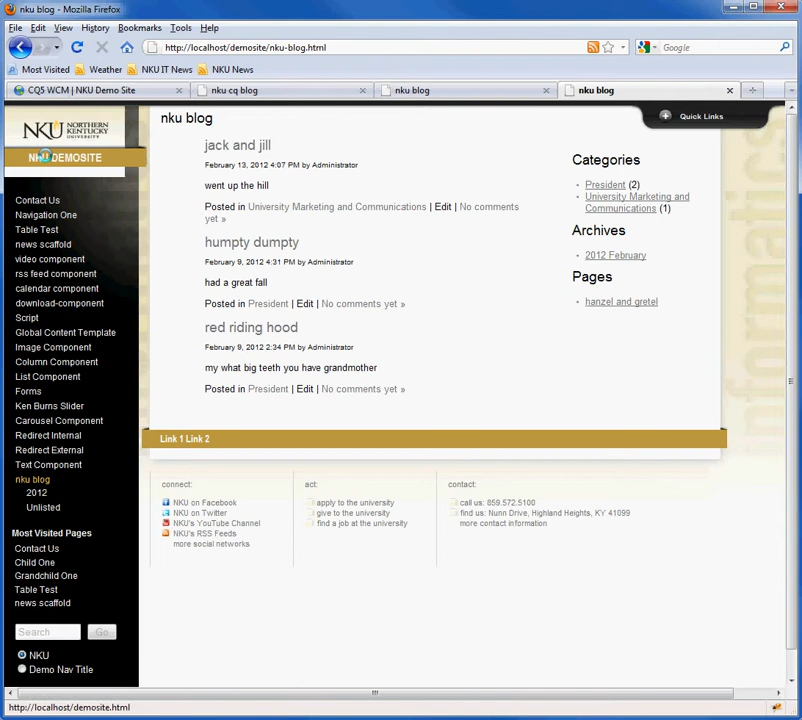 nku blog - Mozilla Firefox
File Edit View History Bookmarks Tools Help
http://localhost/demosite/nku-blog.html
Google
Most Visited Weather NKU IT News NKU News
CQ5 WCM | NKU Demo Site
nku cq blog
nku blog
nku blog
NKU NORTHERN KENTUCKY UNIVERSITY
DEMOSITE
Contact Us
Navigation One
Table Test
news scaffold
video component
rss feed component
calendar component
download-component
Script
Global Content Template
Image Component
Column Component
List Component
Forms
Ken Burns Slider
Carousel Component
Redirect Internal
Redirect External
Text Component
nku blog
2012
Unlisted
Most Visited Pages
Contact Us
Child One
Grandchild One
Table Test
news scaffold
Search Go
NKU
Demo Nav Title
Quick Links
nku blog
jack and jill
February 13, 2012 4:07 PM by Administrator
went up the hill
Posted in University Marketing and Communications | Edit | No comments
yet »
humpty dumpty
February 9, 2012 4:31 PM by Administrator
had a great fall
Posted in President | Edit | No comments yet »
red riding hood
February 9, 2012 2:34 PM by Administrator
my what big teeth you have grandmother
Posted in President | Edit | No comments yet »
Categories
President (2)
University Marketing and
Communications (1)
Archives
2012 February
Pages
hanzel and gretel
informatics
Link 1 Link 2
connect:
NKU on Facebook
NKU on Twitter
NKU's YouTube Channel
NKU's RSS Feeds
more social networks
act:
apply to the university
give to the university
find a job at the university
contact:
call us: 859.572.5100
find us: Nunn Drive, Highland Heights, KY 41099
more contact information
http://localhost/demosite.html